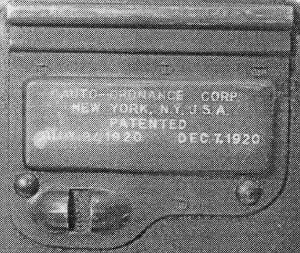 AUTO-ORDNANCE CORP.
NEW YORK, N.Y., U.S.A.
PATENTED
1920 DEC 7, 1920